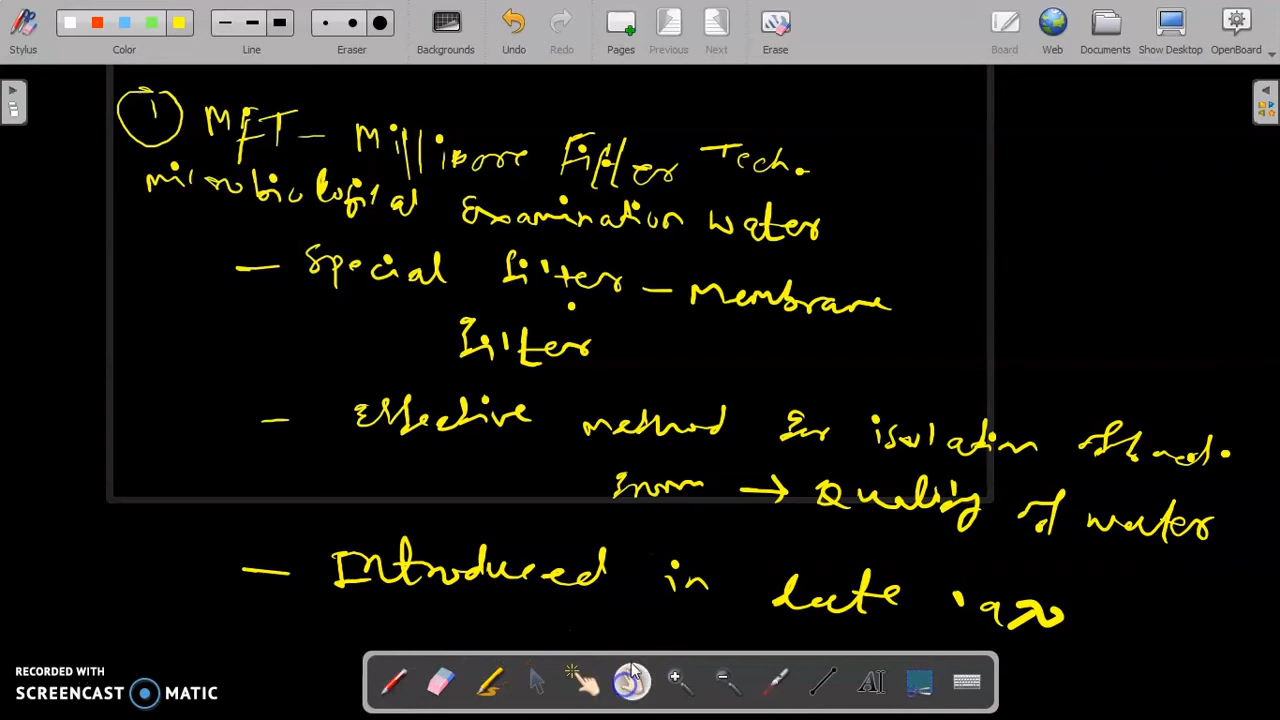 Stylus
Color
Line
Eraser
Backgrounds
Undo
Redo
Pages
Previous
Next
Erase
Board
Web
Documents
Show Desktop
OpenBoard
1 MFT - Millipore Filter Tech.
microbiological Examination water
- Special filter - Membrane
filter
- Effective method for isolation of
from → Quality of water
- Introduced in late
RECORDED WITH
SCREENCAST MATIC